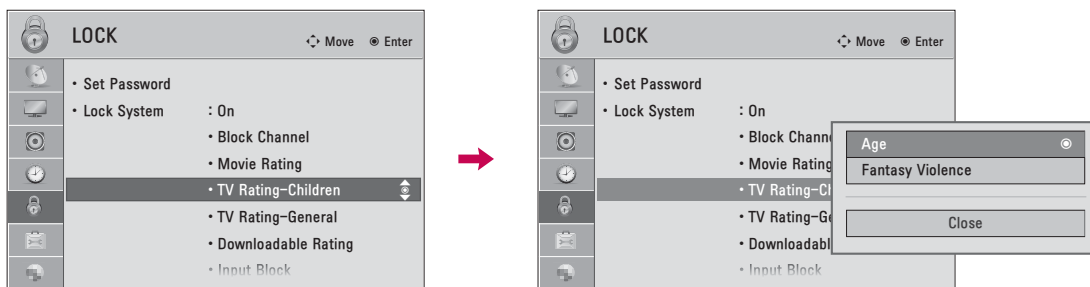 LOCK
Move Enter
• Set Password
• Lock System : On
• Block Channel
• Movie Rating
• TV Rating-Children
• TV Rating-General
• Downloadable Rating
• Input Block
LOCK
Move Enter
• Set Password
• Lock System : On
• Block Chann
• Movie Rating
• TV Rating-Ch
• TV Rating-Ge
• Downloadabl
• Input Block
Age
Fantasy Violence
Close